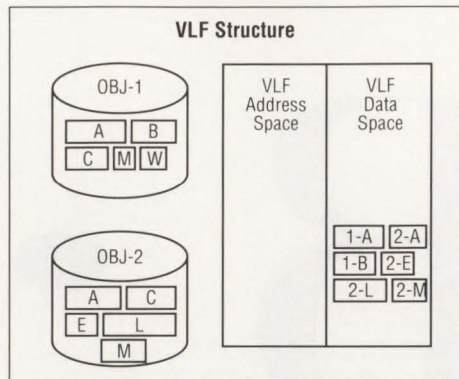 VLF Structure
OBJ-1
A B
C M W
OBJ-2
A C
E L
M
VLF
Address
Space
VLF
Data
Space
1-A 2-A
1-B 2-E
2-L 2-M